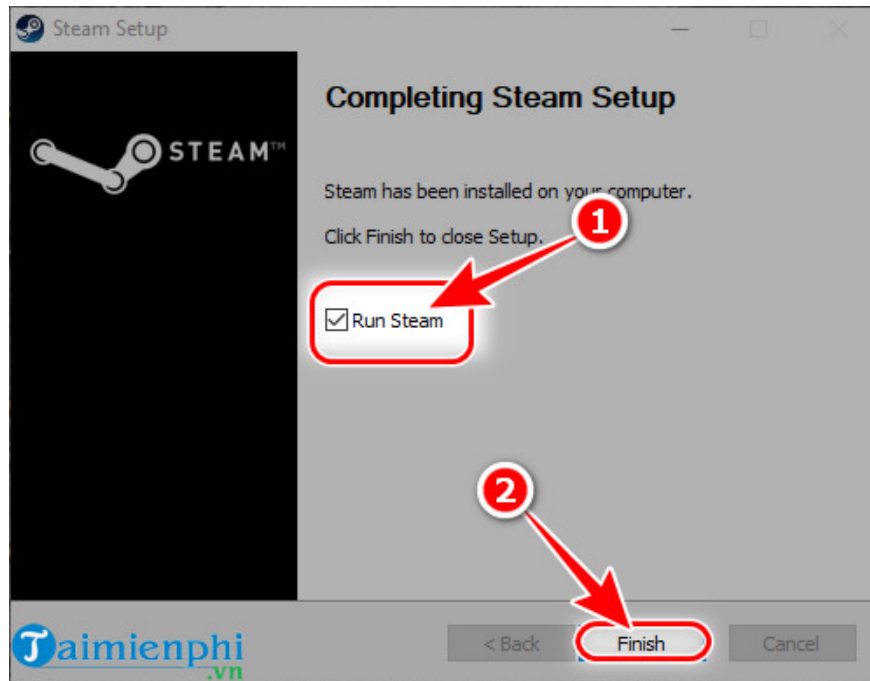 Steam Setup
STEAM™
Completing Steam Setup
Steam has been installed on your computer.
Click Finish to close Setup.
1
Run Steam
2
< Back
Finish
Cancel
Taimienphi
.vn